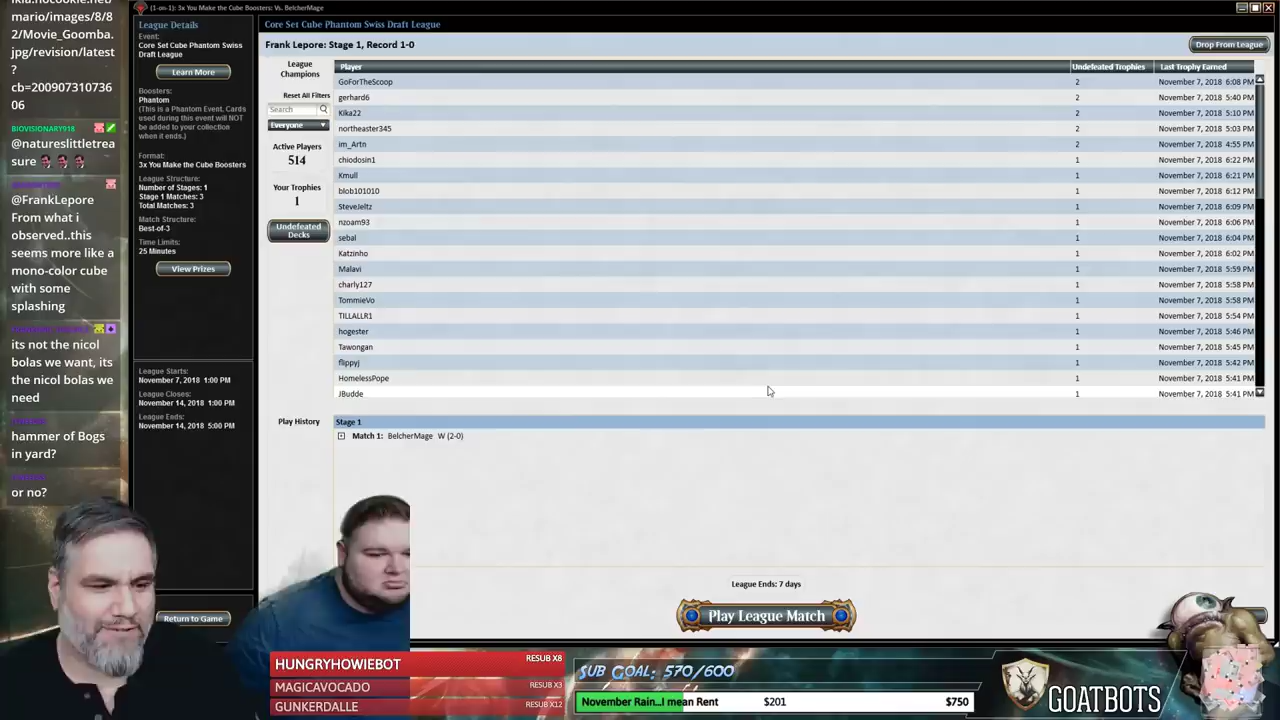 [1-on-1]: 3x You Make the Cube Boosters: Vs. BelcherMage
mario/images/8/8
2/Movie_Goomba.
jpg/revision/latest
?
cb=200907310736
06
BIOVISIONARY918
@natureslittletrea
sure
@FrankLepore
From what i
observed..this
seems more like a
mono-color cube
with some
splashing
its not the nicol
bolas we want, its
the nicol bolas we
need
hammer of Bogs
in yard?
or no?
League Details
Event:
Core Set Cube Phantom Swiss
Draft League
Learn More
Boosters:
Phantom
(This is a Phantom Event. Cards
used during this event will NOT
be added to your collection
when it ends.)
Format:
3x You Make the Cube Boosters
League Structure:
Number of Stages: 1
Stage 1 Matches: 3
Total Matches: 3
Match Structure:
Best-of-3
Time Limits:
25 Minutes
View Prizes
League Starts:
November 7, 2018 1:00 PM
League Closes:
November 14, 2018 1:00 PM
League Ends:
November 14, 2018 5:00 PM
Return to Game
Core Set Cube Phantom Swiss Draft League
Frank Lepore: Stage 1, Record 1-0
Drop From League
League
Champions
Reset All Filters
Search
Everyone
Active Players
514
Your Trophies
1
Undefeated
Decks
Player Undefeated Trophies Last Trophy Earned
GoForTheScoop 2 November 7, 2018 6:08 PM
gerhard6 2 November 7, 2018 5:40 PM
Kika22 2 November 7, 2018 5:10 PM
northeaster345 2 November 7, 2018 5:03 PM
im_Artn 2 November 7, 2018 4:55 PM
chiodosin1 1 November 7, 2018 6:22 PM
Kmull 1 November 7, 2018 6:21 PM
blob101010 1 November 7, 2018 6:12 PM
SteveJeltz 1 November 7, 2018 6:09 PM
nzoam93 1 November 7, 2018 6:06 PM
sebal 1 November 7, 2018 6:04 PM
Katzinho 1 November 7, 2018 6:02 PM
Malavi 1 November 7, 2018 5:59 PM
charly127 1 November 7, 2018 5:58 PM
TommieVo 1 November 7, 2018 5:58 PM
TILLALLR1 1 November 7, 2018 5:54 PM
hogester 1 November 7, 2018 5:46 PM
Tawongan 1 November 7, 2018 5:45 PM
flippyj 1 November 7, 2018 5:42 PM
HomelessPope 1 November 7, 2018 5:41 PM
JBudde 1 November 7, 2018 5:41 PM
Play History
Stage 1
Match 1: BelcherMage W (2-0)
League Ends: 7 days
Play League Match
HUNGRYHOWIEBOT RESUB X8
MAGICAVOCADO RESUB X3
GUNKERDALLE RESUB X12
SUB GOAL: 570/600
November Rain...I mean Rent $201 $750
GOATBOTS